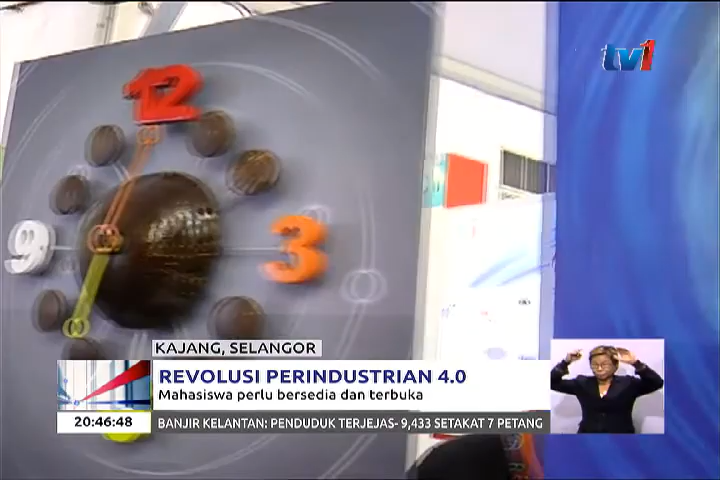 tv1
12
9
3
KAJANG, SELANGOR
REVOLUSI PERINDUSTRIAN 4.0
Mahasiswa perlu bersedia dan terbuka
20:46:48
BANJIR KELANTAN: PENDUDUK TERJEJAS- 9,433 SETAKAT 7 PETANG